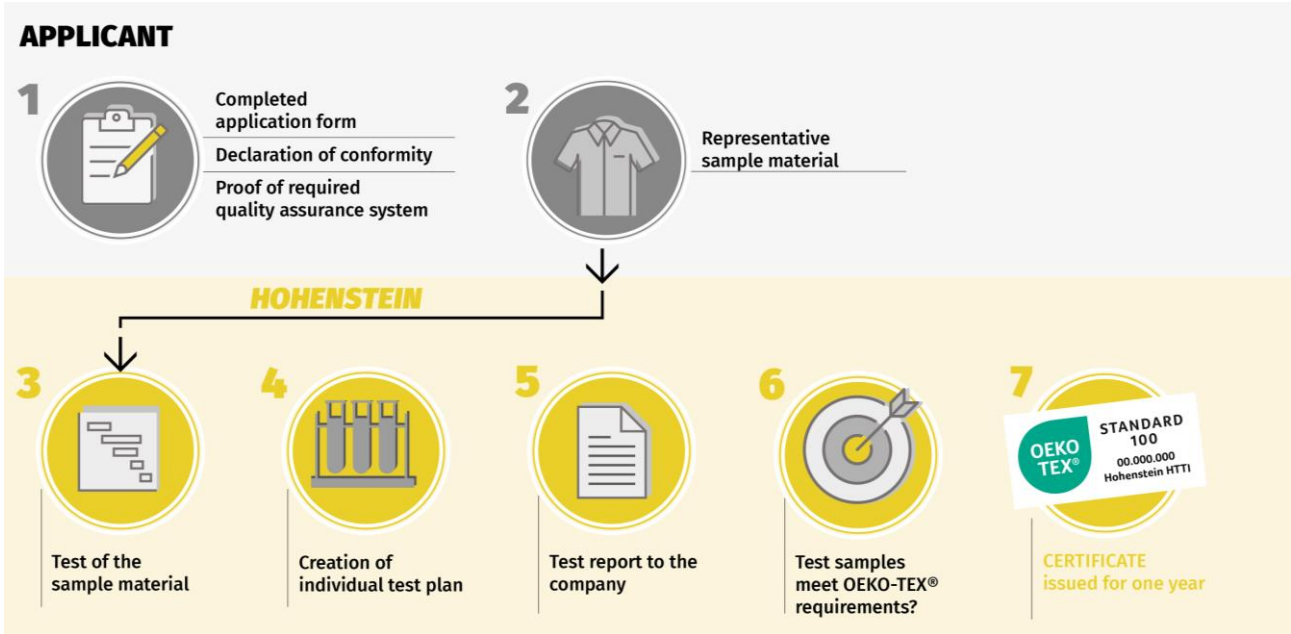 APPLICANT
1
Completed
application form
Declaration of conformity
Proof of required
quality assurance system
2
Representative
sample material
HOHENSTEIN
3
Test of the
sample material
4
Creation of
individual test plan
5
Test report to the
company
6
Test samples
meet OEKO-TEX®
requirements?
7
OEKO
TEX®
STANDARD
100
00.000.000
Hohenstein HTTI
CERTIFICATE
issued for one year